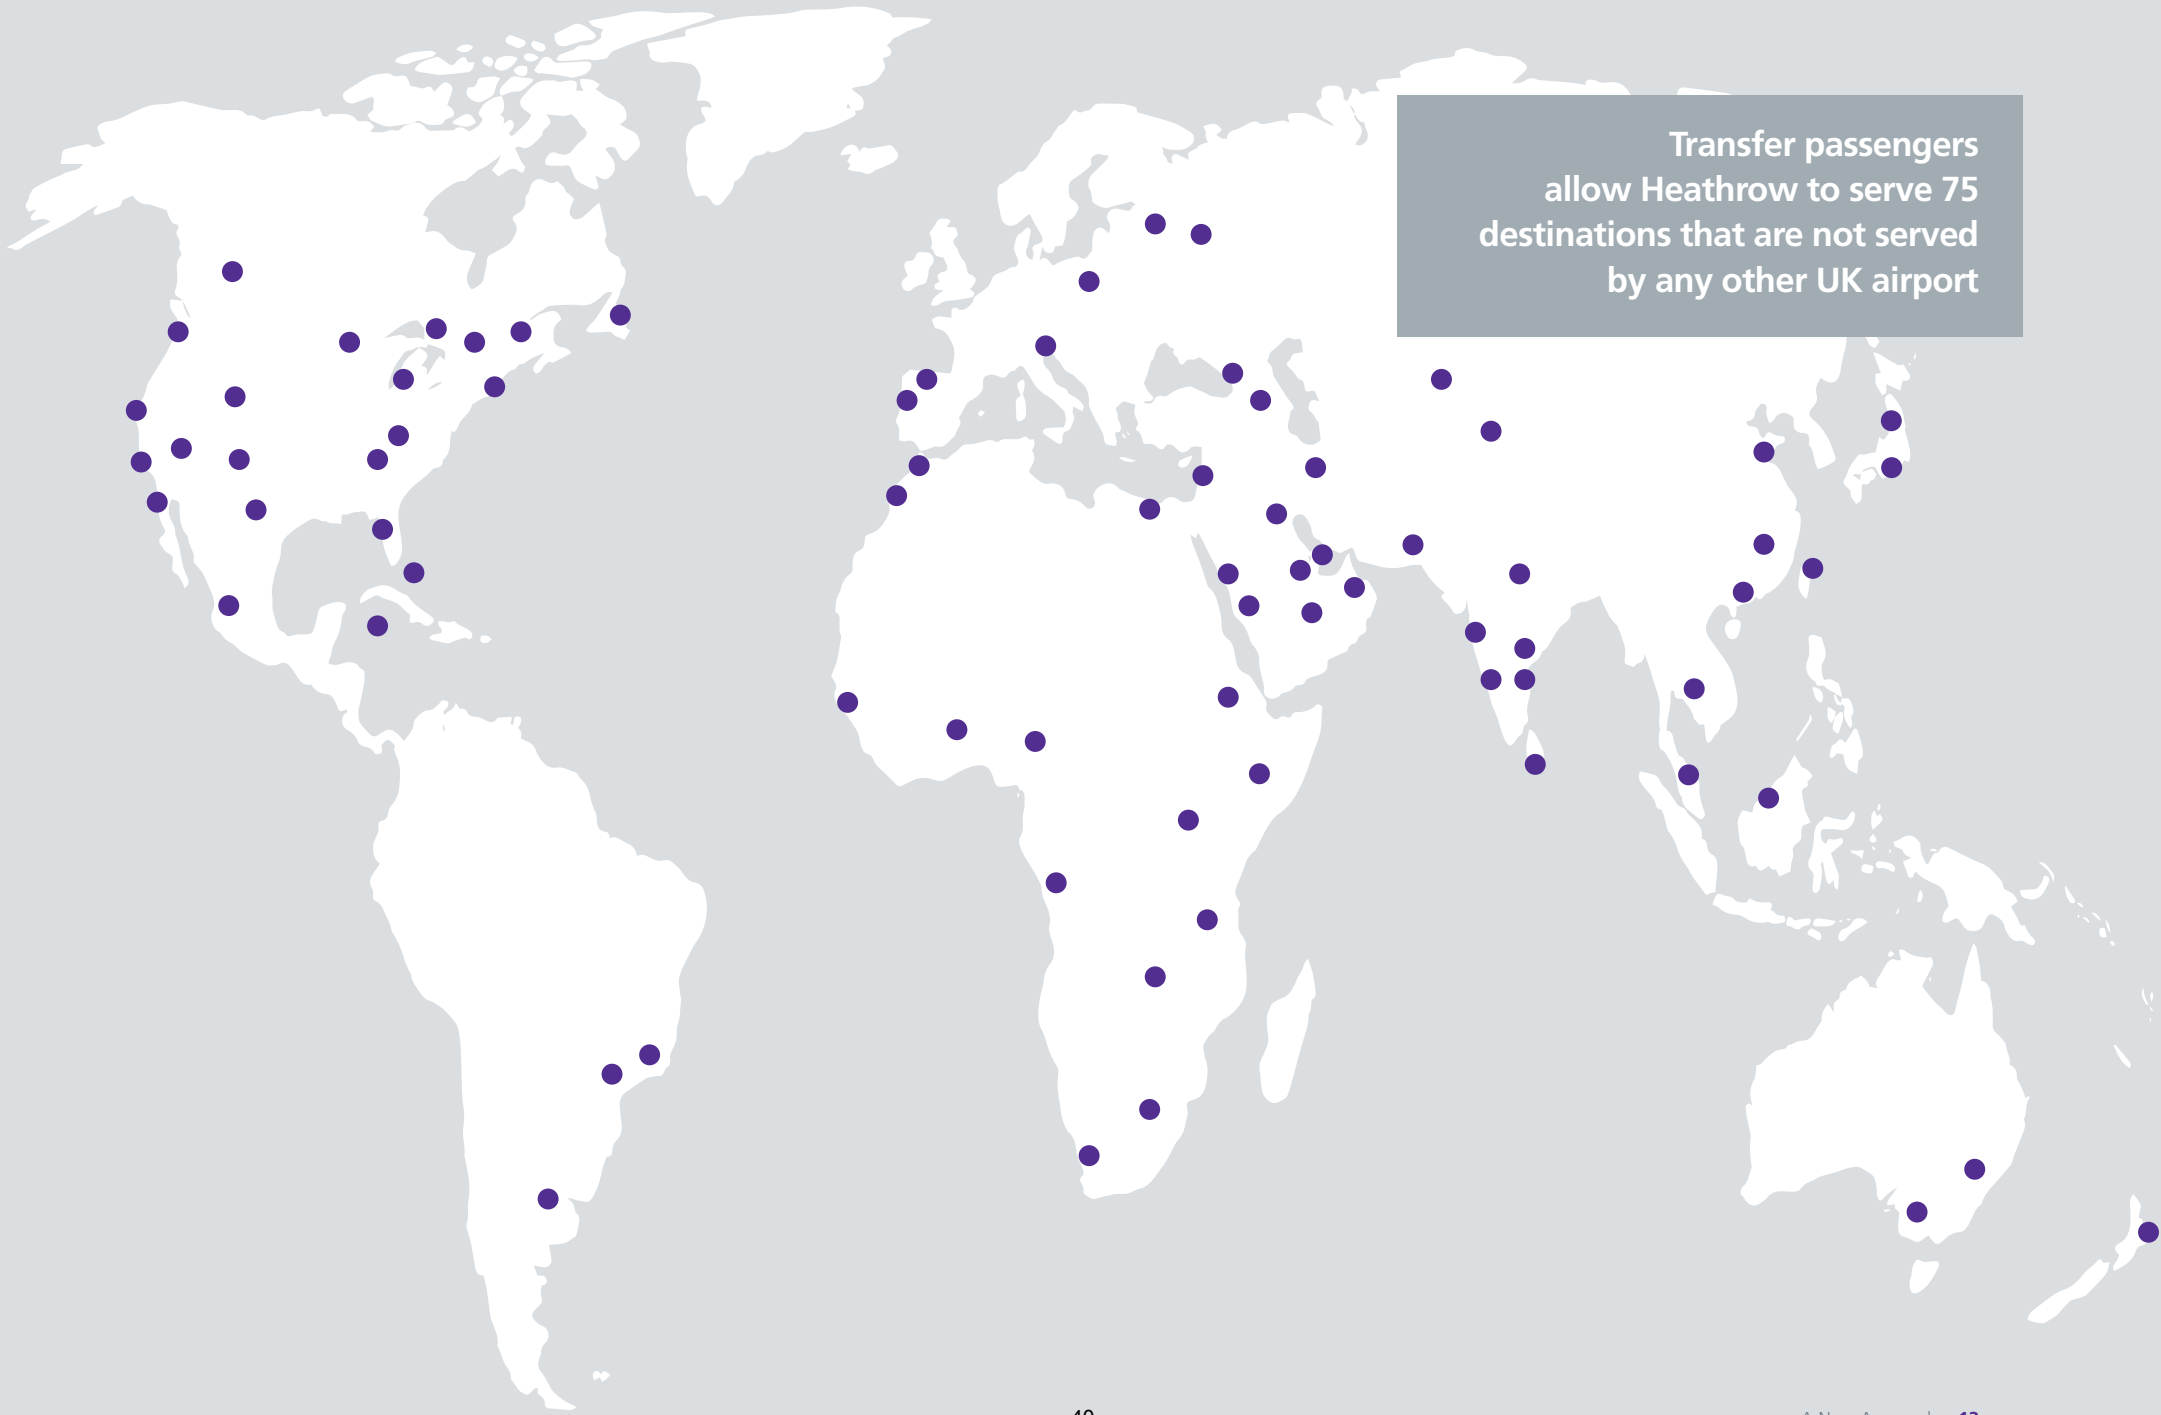 Transfer passengers
allow Heathrow to serve 75
destinations that are not served
by any other UK airport